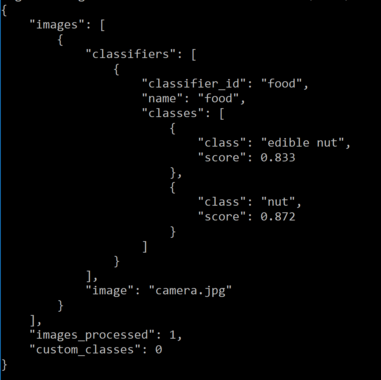 {
    "images": [
        {
            "classifiers": [
                {
                    "classifier_id": "food",
                    "name": "food",
                    "classes": [
                        {
                            "class": "edible nut",
                            "score": 0.833
                        },
                        {
                            "class": "nut",
                            "score": 0.872
                        }
                    ]
                }
            ],
            "image": "camera.jpg"
        }
    ],
    "images_processed": 1,
    "custom_classes": 0
}